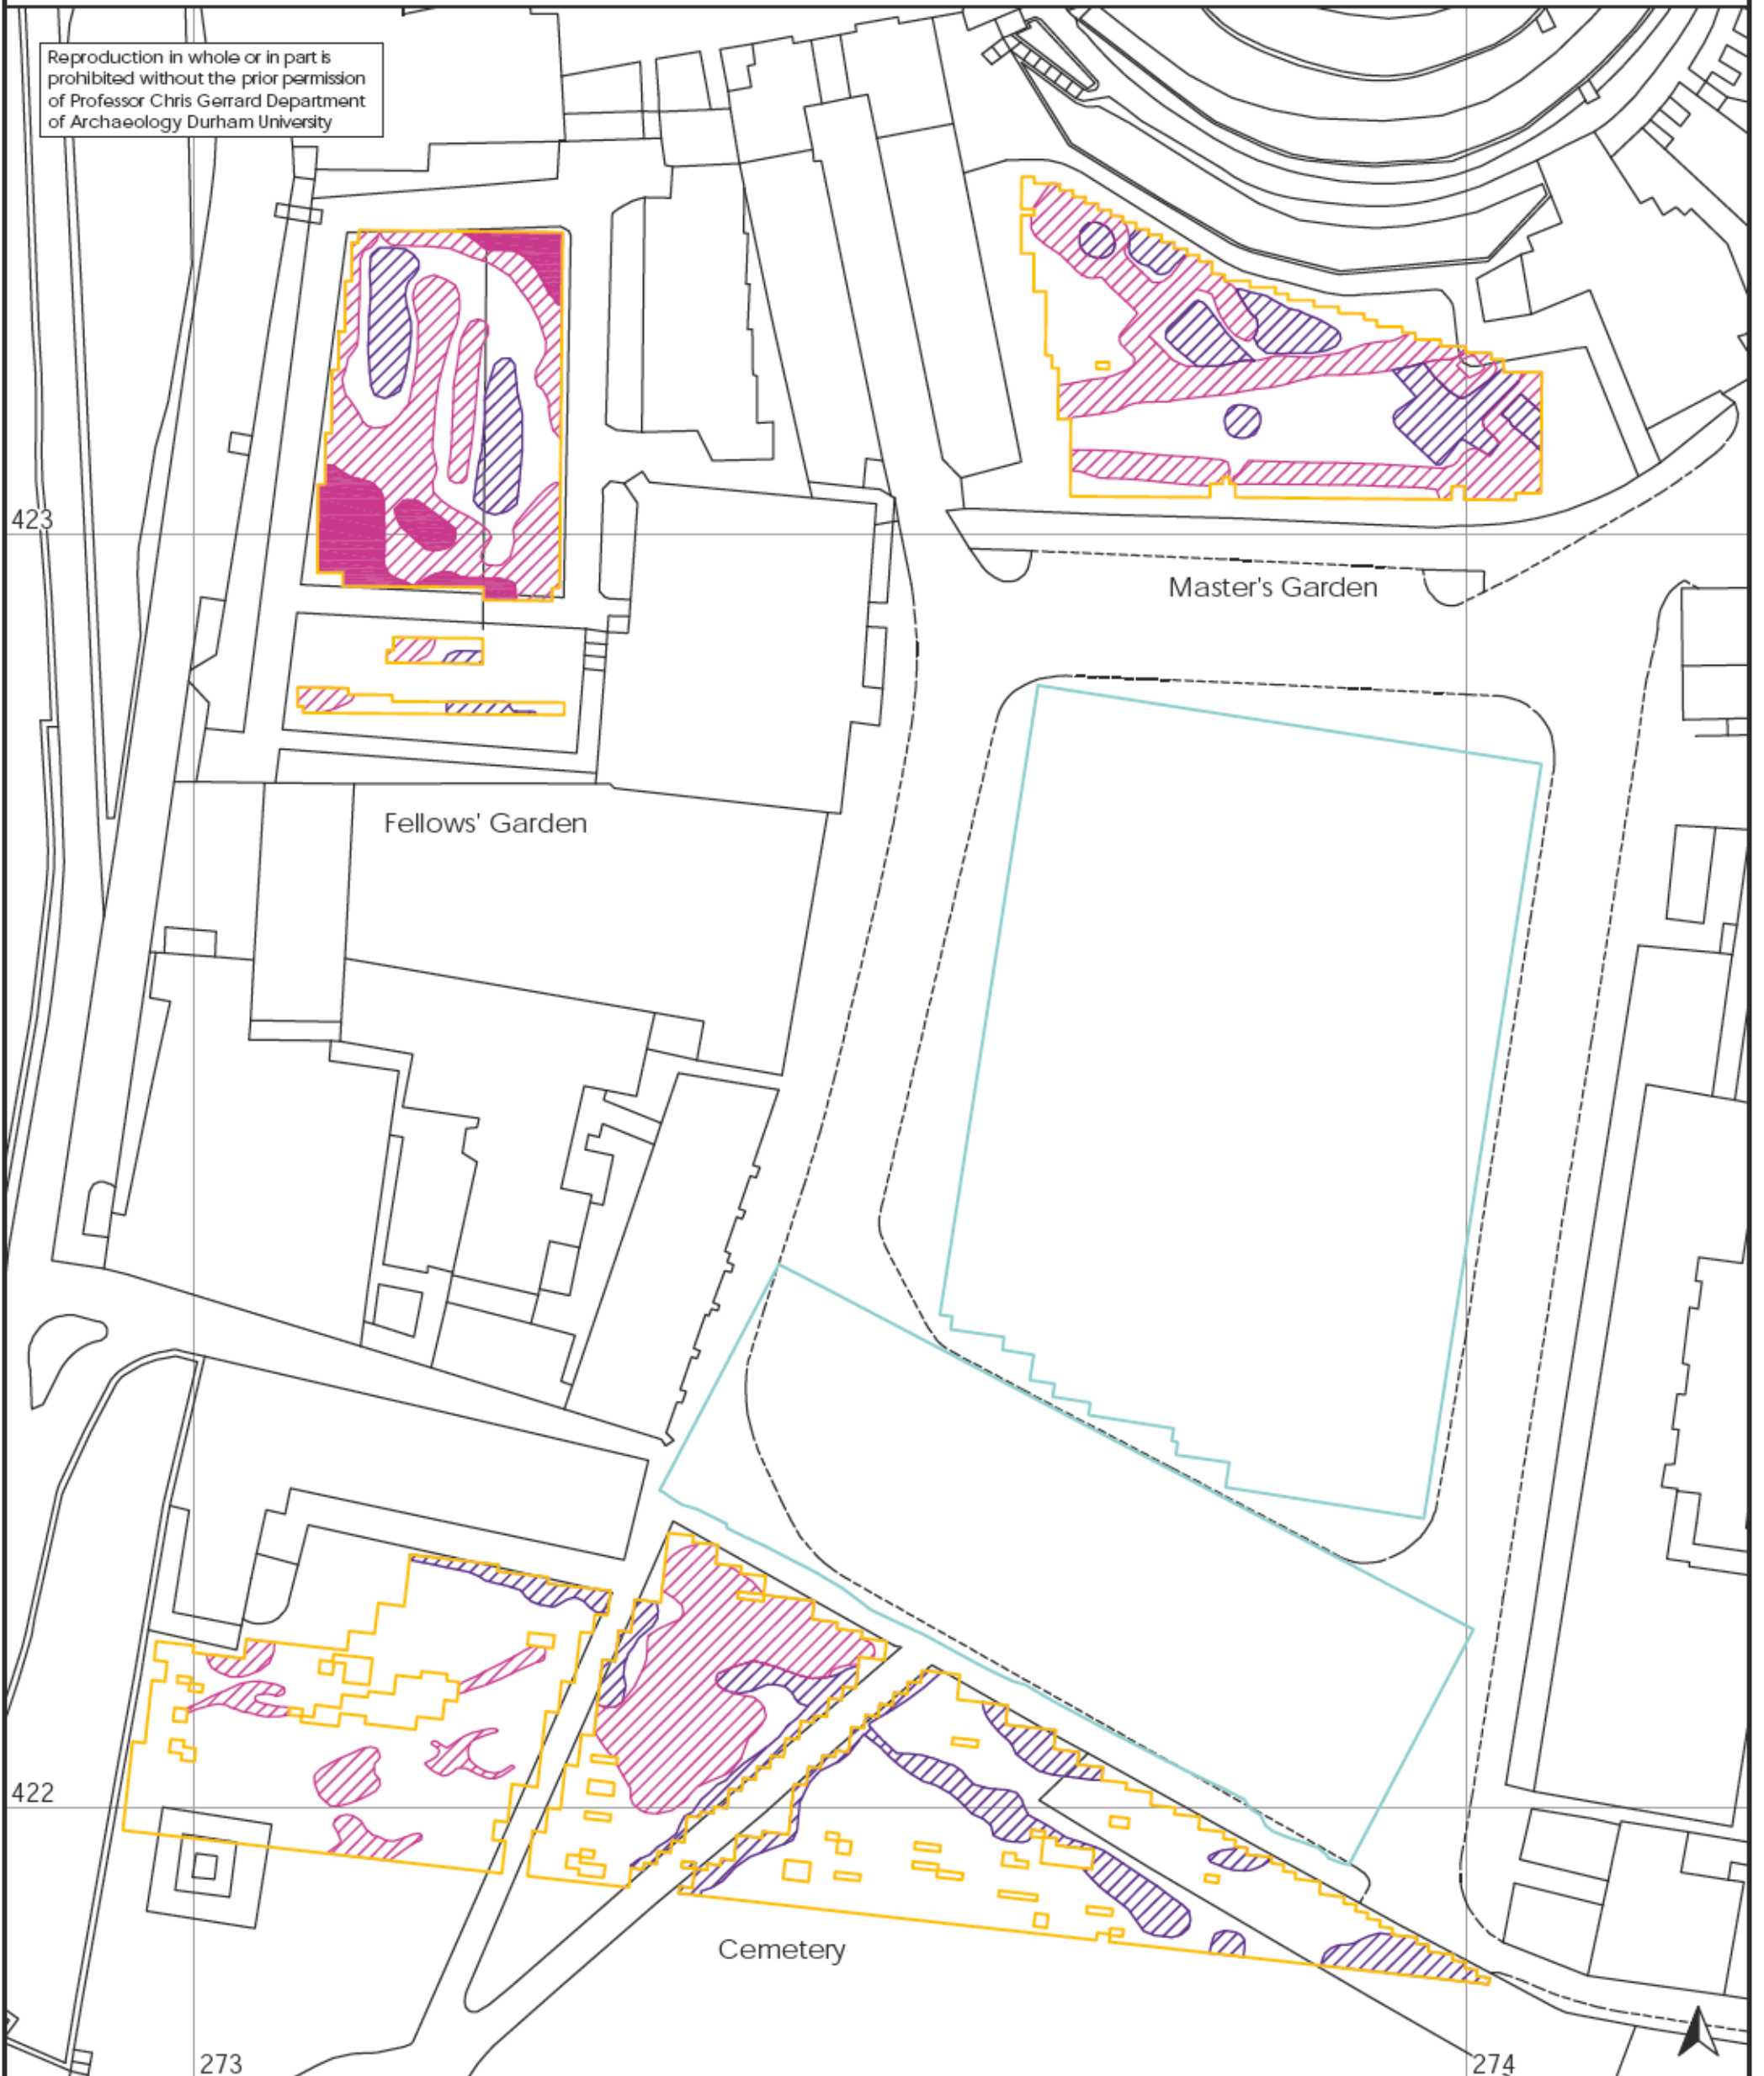 Reproduction in whole or in part is
prohibited without the prior permission
of Professor Chris Gerrard Department
of Archaeology Durham University
423
Master's Garden
Fellows' Garden
422
Cemetery
273
274